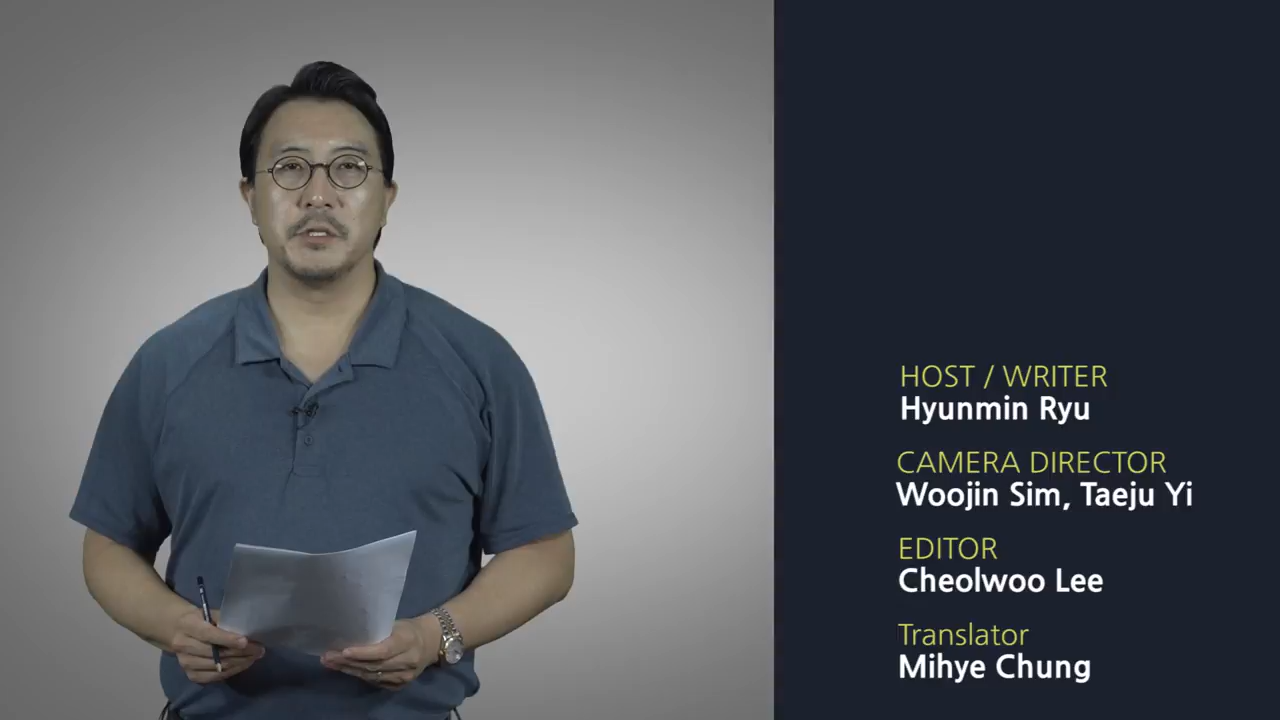 HOST / WRITER
Hyunmin Ryu
CAMERA DIRECTOR
Woojin Sim, Taeju Yi
EDITOR
Cheolwoo Lee
Translator
Mihye Chung